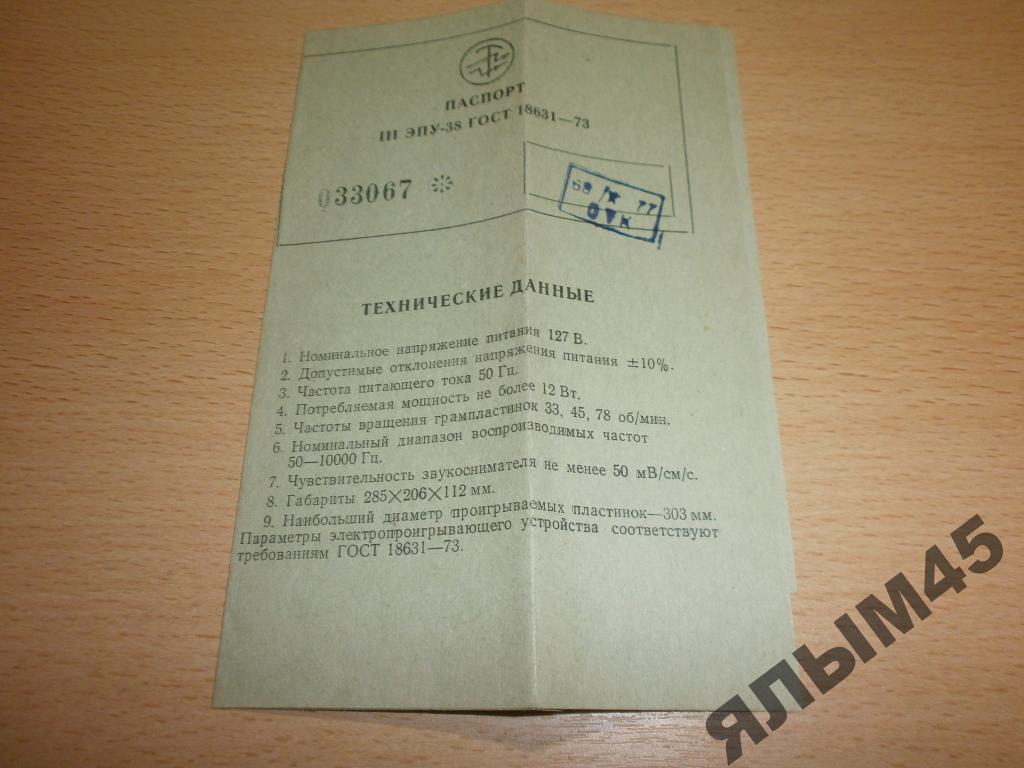 ПАСПОРТ
III ЭПУ-38 ГОСТ 18631—73
033067 *
68 77
ТЕХНИЧЕСКИЕ ДАННЫЕ
1. Номинальное напряжение питания 127 В.
2. Допустимые отклонения напряжения питания ±10%.
3. Частота питающего тока 50 Гц.
4. Потребляемая мощность не более 12 Вт.
5. Частоты вращения грампластинок 33, 45, 78 об/мин.
6. Номинальный диапазон воспроизводимых частот
50—10000 Гц.
7. Чувствительность звукоснимателя не менее 50 мВ/см/с.
8. Габариты 285×206×112 мм.
9. Наибольший диаметр проигрываемых пластинок—303 мм.
Параметры электропроигрывающего устройства соответствуют
требованиям ГОСТ 18631—73.
ЯЛЫМ45